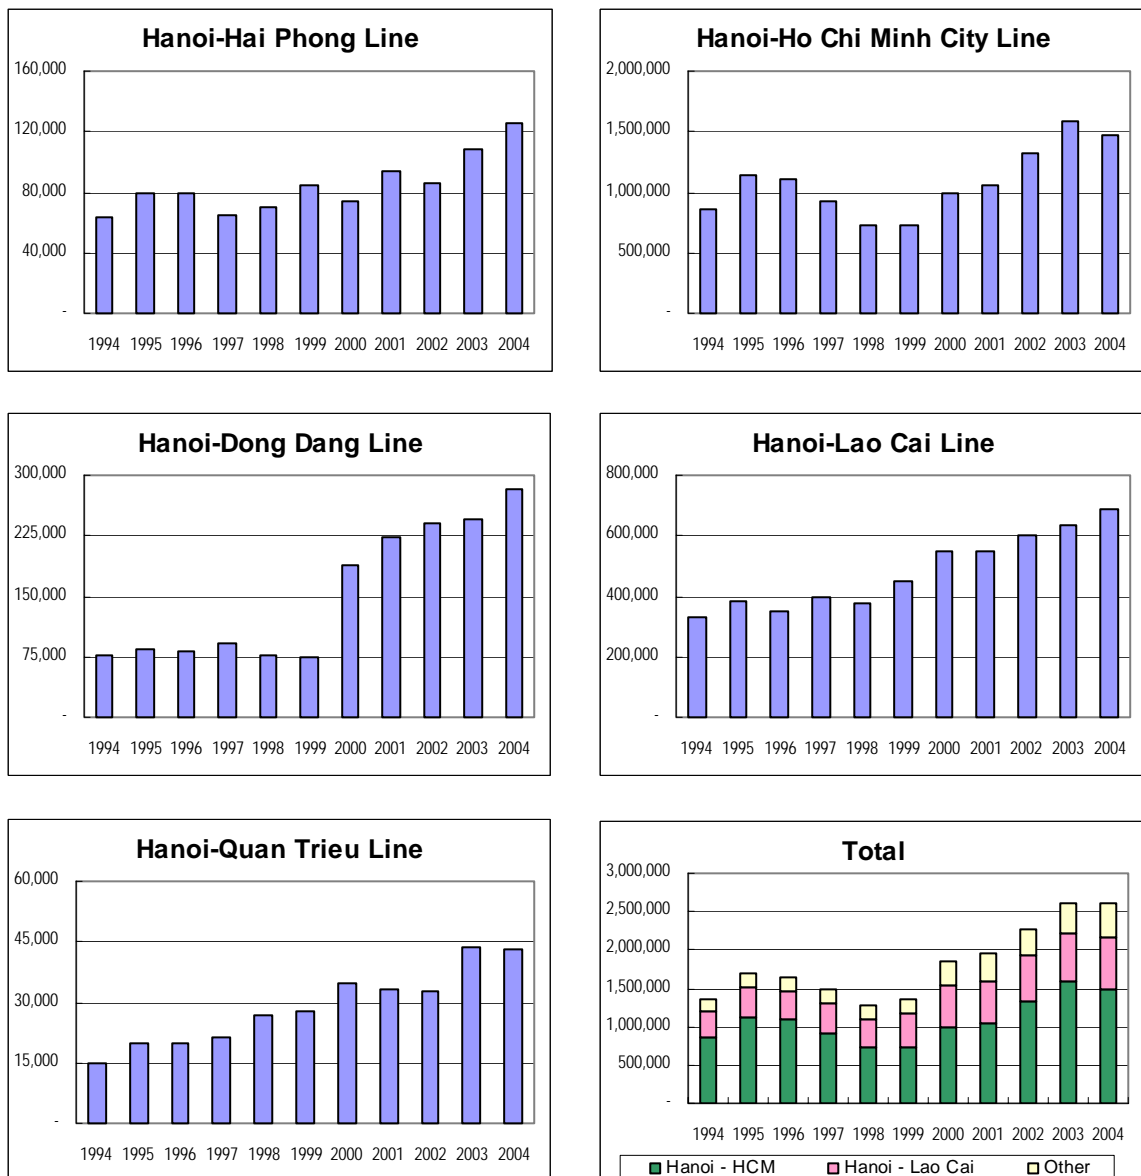 Hanoi-Hai Phong Line
160,000
120,000
80,000
40,000
-
1994 1995 1996 1997 1998 1999 2000 2001 2002 2003 2004
Hanoi-Ho Chi Minh City Line
2,000,000
1,500,000
1,000,000
500,000
-
1994 1995 1996 1997 1998 1999 2000 2001 2002 2003 2004
Hanoi-Dong Dang Line
300,000
225,000
150,000
75,000
-
1994 1995 1996 1997 1998 1999 2000 2001 2002 2003 2004
Hanoi-Lao Cai Line
800,000
600,000
400,000
200,000
-
1994 1995 1996 1997 1998 1999 2000 2001 2002 2003 2004
Hanoi-Quan Trieu Line
60,000
45,000
30,000
15,000
-
1994 1995 1996 1997 1998 1999 2000 2001 2002 2003 2004
Total
3,000,000
2,500,000
2,000,000
1,500,000
1,000,000
500,000
-
1994 1995 1996 1997 1998 1999 2000 2001 2002 2003 2004
Hanoi - HCM Hanoi - Lao Cai Other